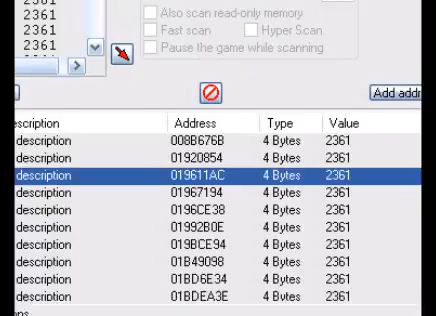 2361
2361
2361
2361
Also scan read-only memory
Fast scan
Hyper Scan
Pause the game while scanning
Add addr
escription Address Type Value
description 008B676B 4 Bytes 2361
description 01920854 4 Bytes 2361
description 019611AC 4 Bytes 2361
description 01967194 4 Bytes 2361
description 0196CE38 4 Bytes 2361
description 01992B0E 4 Bytes 2361
description 019BCE94 4 Bytes 2361
description 01B49098 4 Bytes 2361
description 01BD6E34 4 Bytes 2361
description 01BDEA3E 4 Bytes 2361